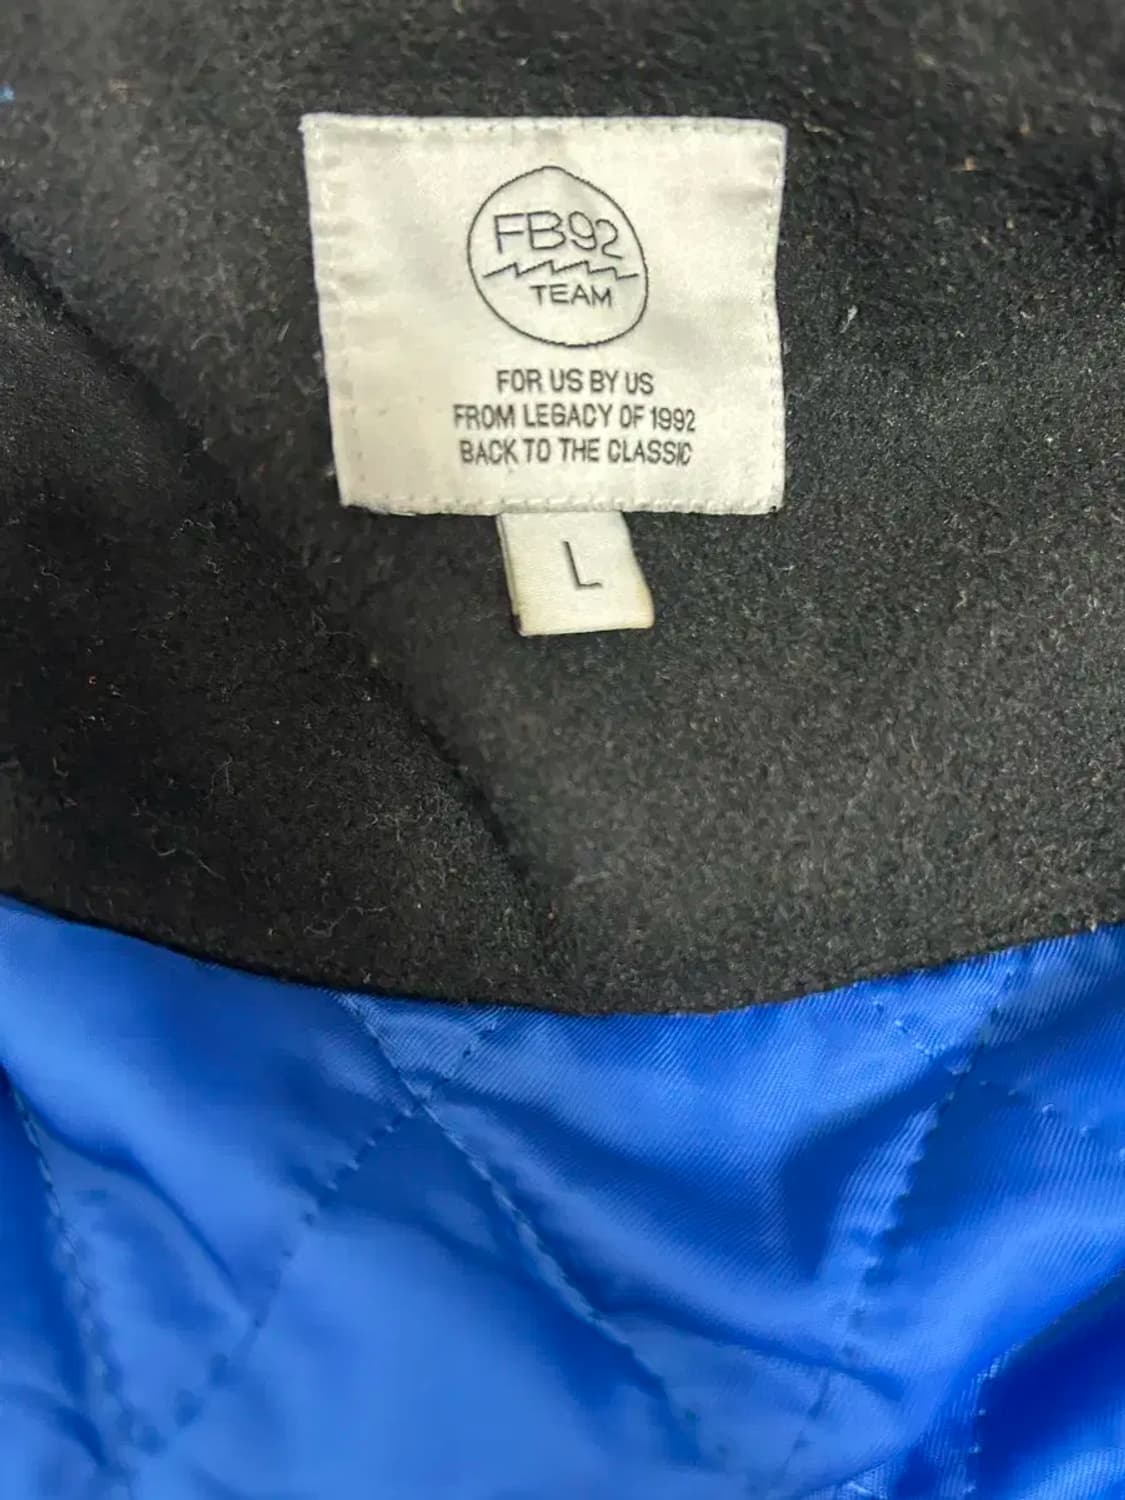 FB92
TEAM
FOR US BY US
FROM LEGACY OF 1992
BACK TO THE CLASSIC
L